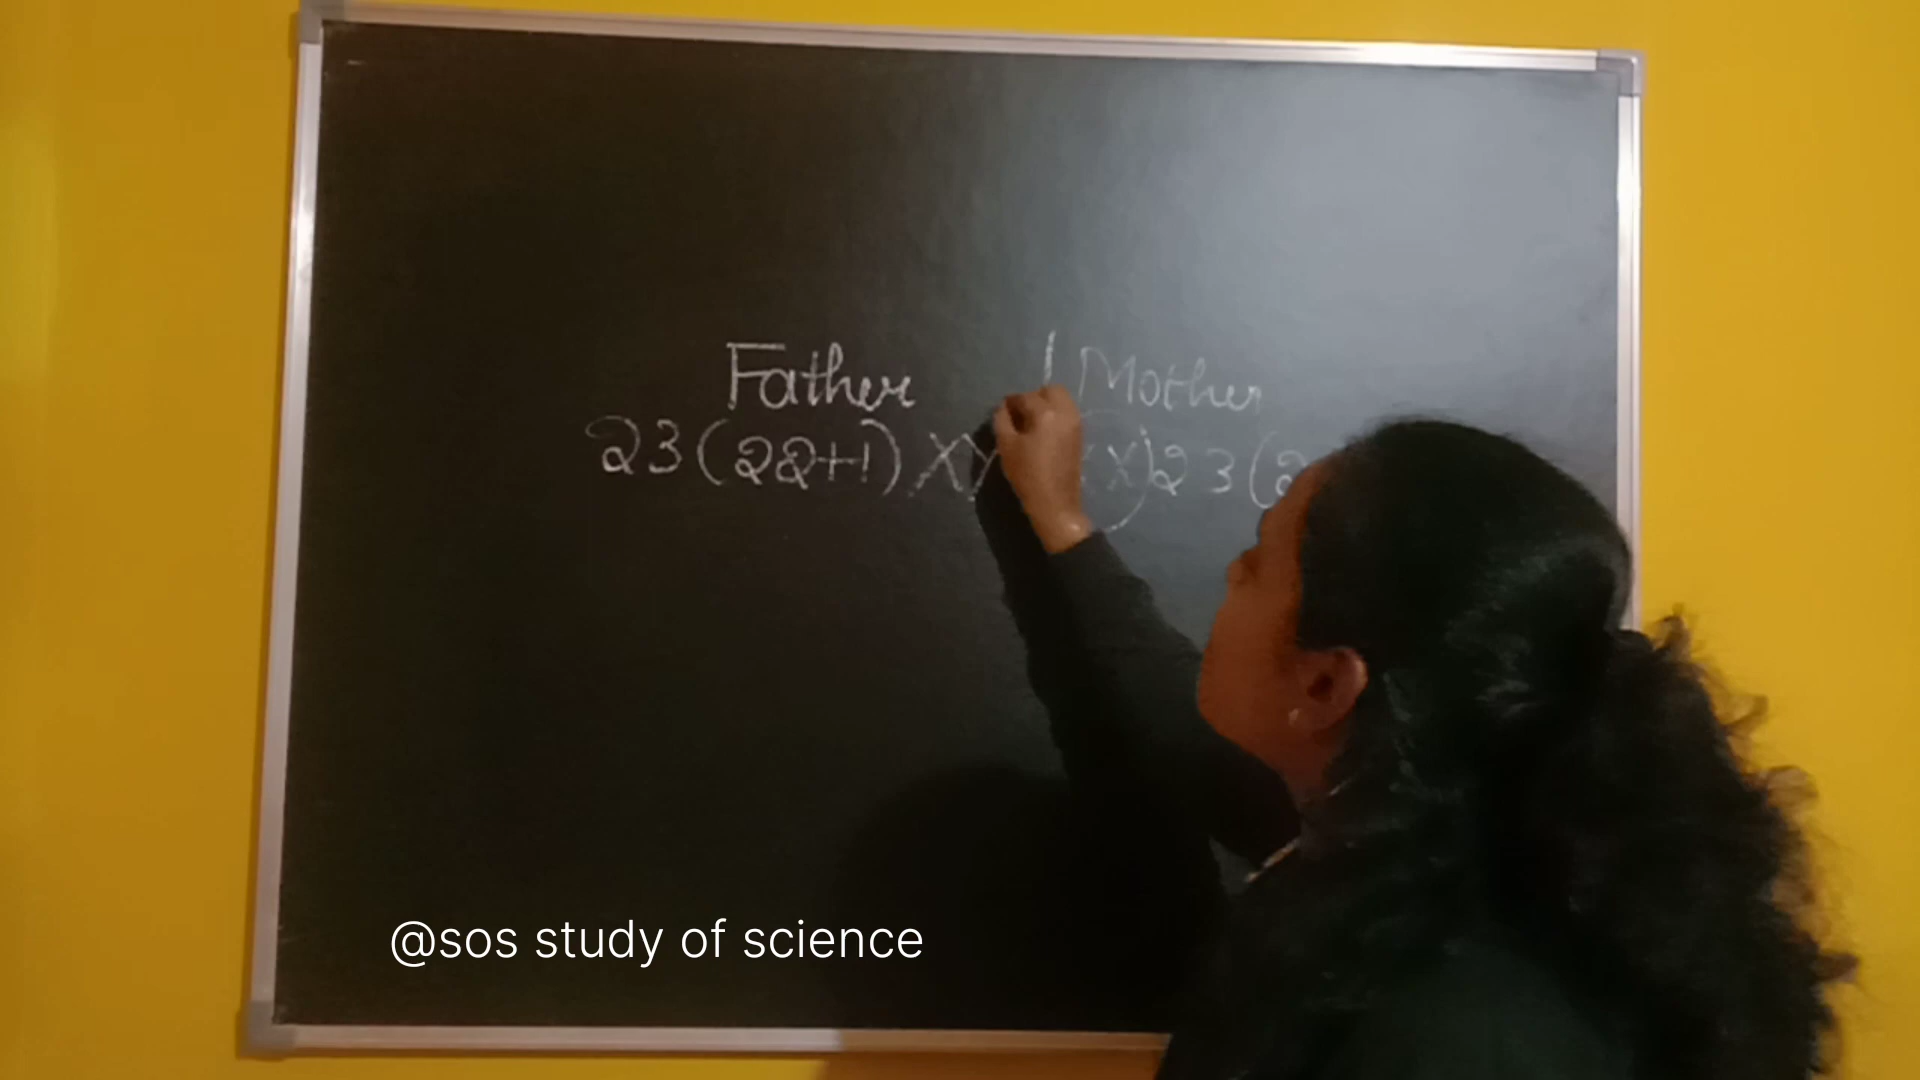 Father | Mother
23 (22+1) XY X) 23 (2
@sos study of science